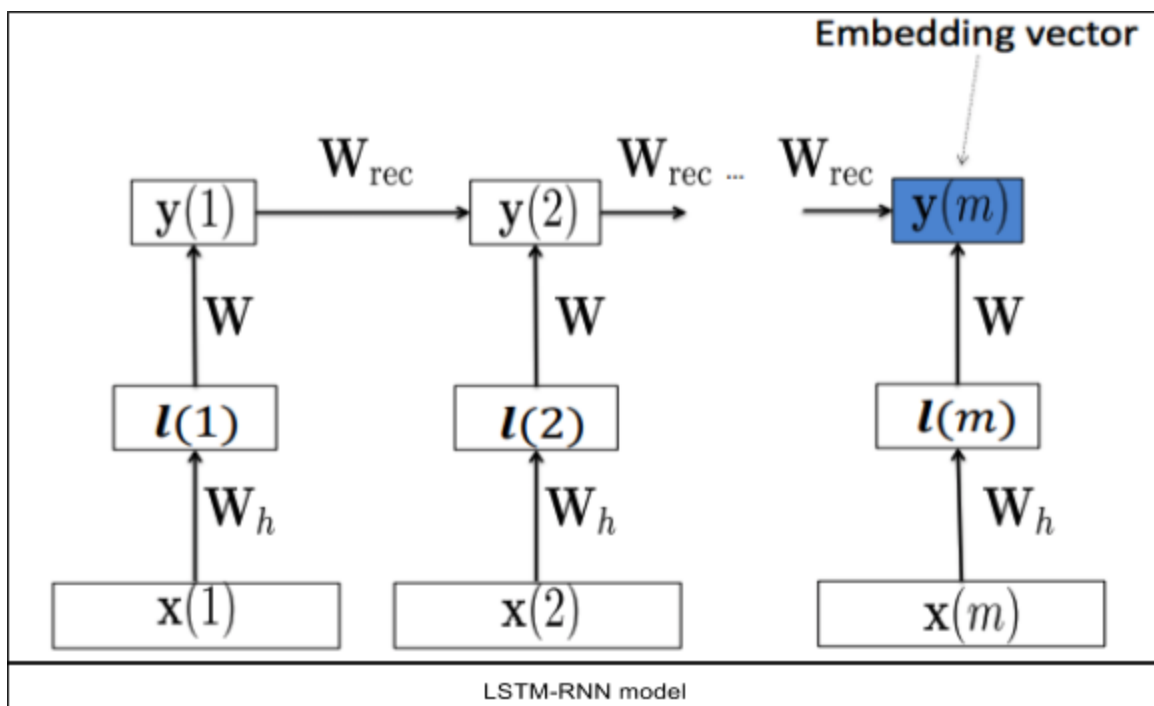 Embedding vector
W_rec W_rec ... W_rec
y(1) y(2) y(m)
W W W
l(1) l(2) l(m)
W_h W_h W_h
x(1) x(2) x(m)
LSTM-RNN model